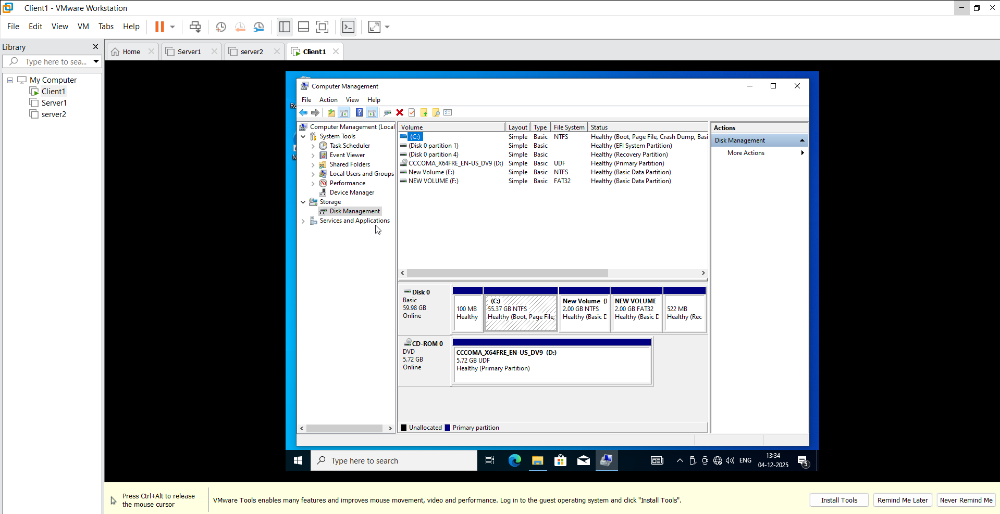 Client1 - VMware Workstation
File Edit View VM Tabs Help
Library
Type here to sea...
My Computer
Client1
Server1
server2
Home
Server1
server2
Client1
Computer Management
File Action View Help
Computer Management (Local
System Tools
Task Scheduler
Event Viewer
Shared Folders
Local Users and Groups
Performance
Device Manager
Storage
Disk Management
Services and Applications
Volume Layout Type File System Status
(C:) Simple Basic NTFS Healthy (Boot, Page File, Crash Dump, Basi
(Disk 0 partition 1) Simple Basic Healthy (EFI System Partition)
(Disk 0 partition 4) Simple Basic Healthy (Recovery Partition)
CCCOMA_X64FRE_EN-US_DV9 (D:) Simple Basic UDF Healthy (Primary Partition)
New Volume (E:) Simple Basic NTFS Healthy (Basic Data Partition)
NEW VOLUME (F:) Simple Basic FAT32 Healthy (Basic Data Partition)
Disk 0
Basic
59.98 GB
Online
100 MB
Healthy
(C:)
55.37 GB NTFS
Healthy (Boot, Page File,
New Volume (
2.00 GB NTFS
Healthy (Basic D
NEW VOLUME
2.00 GB FAT32
Healthy (Basic D
522 MB
Healthy (Rec
CD-ROM 0
DVD
5.72 GB
Online
CCCOMA_X64FRE_EN-US_DV9 (D:)
5.72 GB UDF
Healthy (Primary Partition)
Unallocated Primary partition
Actions
Disk Management
More Actions
Type here to search
ENG
13:34
04-12-2025
5
Press Ctrl+Alt to release
the mouse cursor
VMware Tools enables many features and improves mouse movement, video and performance. Log in to the guest operating system and click "Install Tools".
Install Tools
Remind Me Later
Never Remind Me